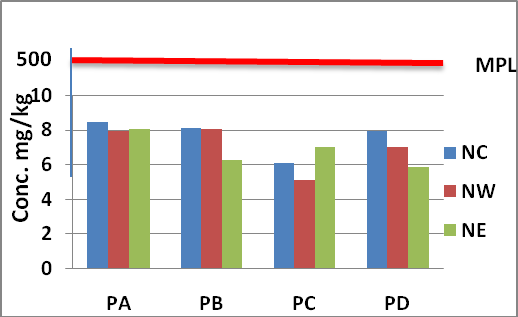 500
MPL
10
8
6
4
2
0
Conc. mg/kg
NC
NW
NE
PA PB PC PD